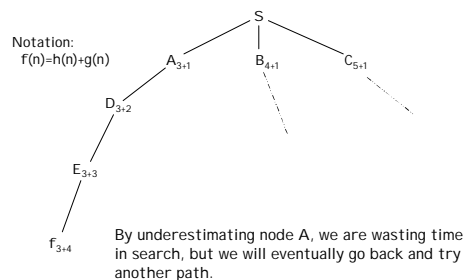 S
Notation:
f(n)=h(n)+g(n)
A3+1 B4+1 C5+1
D3+2
E3+3
f3+4
By underestimating node A, we are wasting time
in search, but we will eventually go back and try
another path.